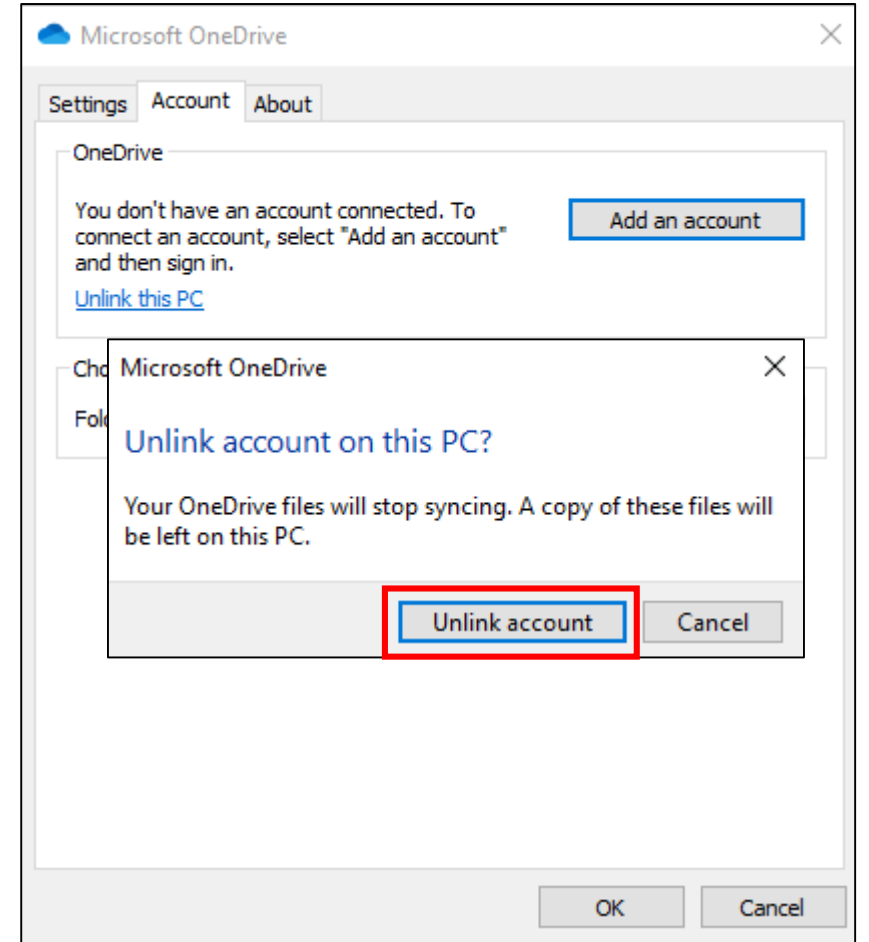 Microsoft OneDrive
Settings Account About
OneDrive
You don't have an account connected. To
connect an account, select "Add an account"
and then sign in.
Add an account
Unlink this PC
Cho
Fold
Microsoft OneDrive
Unlink account on this PC?
Your OneDrive files will stop syncing. A copy of these files will
be left on this PC.
Unlink account Cancel
OK Cancel